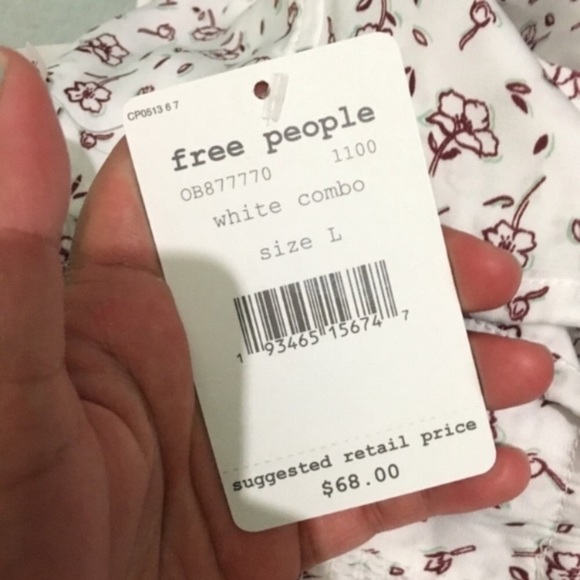 CP0513 6 7
free people
OB877770 1100
white combo
size L
1 93465 15674 7
suggested retail price
$68.00